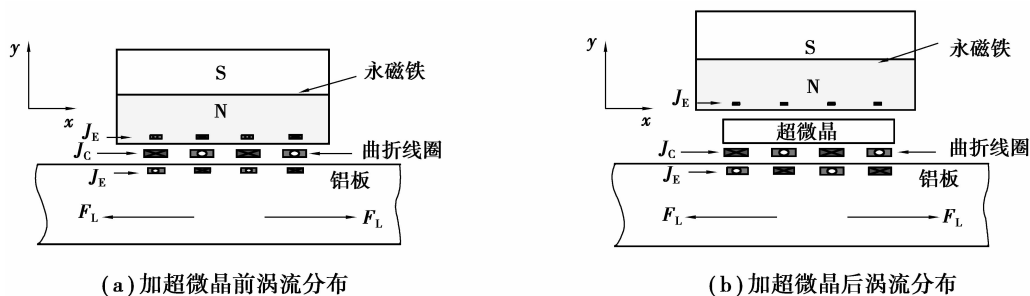 y
x
S
N
永磁铁
J_E
J_C
曲折线圈
J_E
铝板
F_L
F_L
(a)加超微晶前涡流分布
y
x
S
永磁铁
N
J_E
超微晶
J_C
曲折线圈
J_E
铝板
F_L
F_L
(b)加超微晶后涡流分布